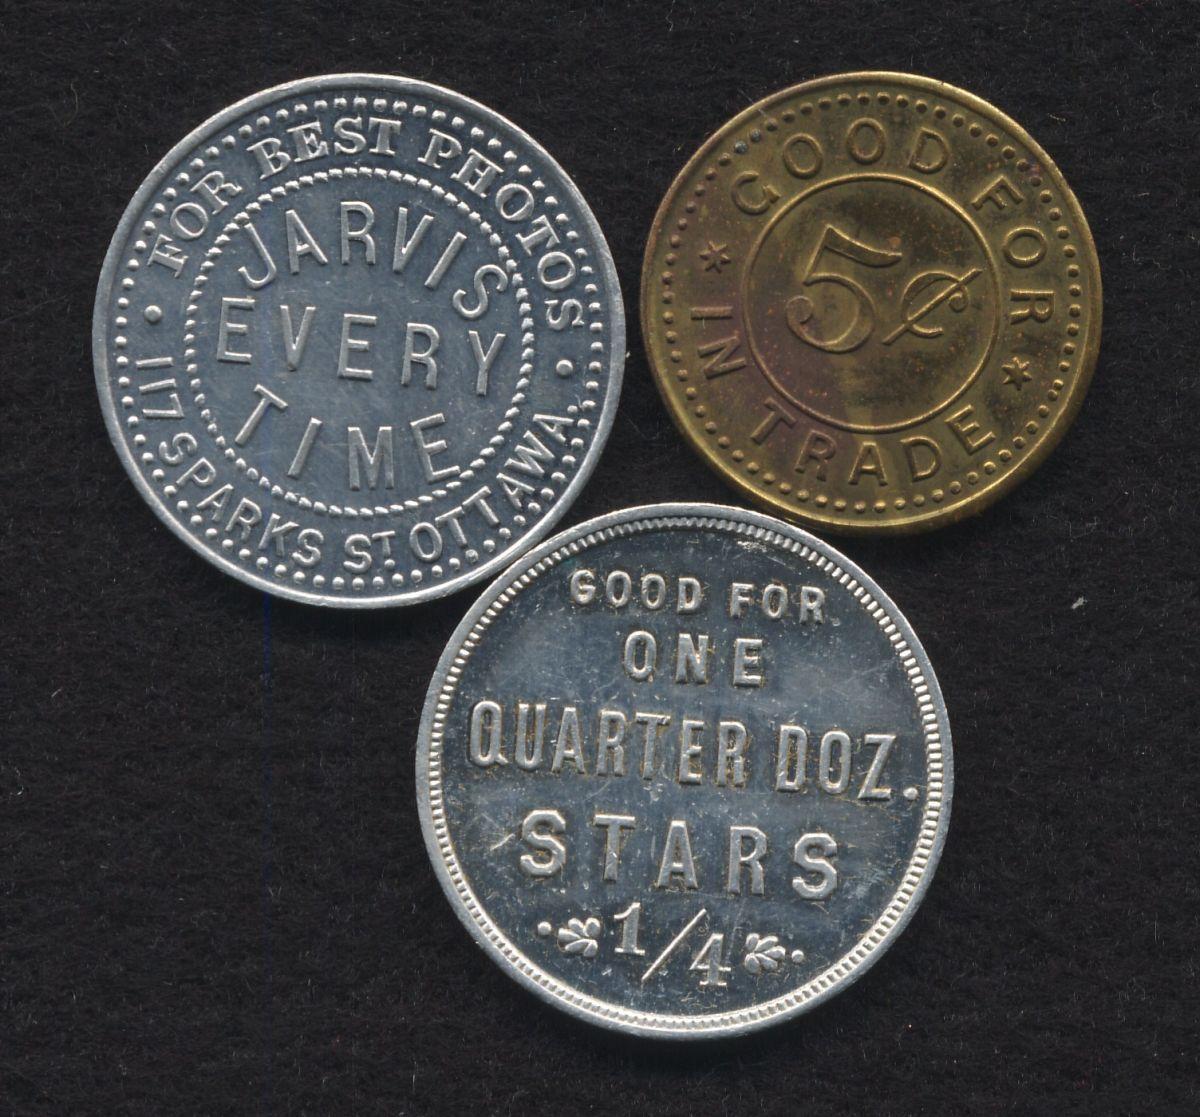 FOR BEST PHOTOS
JARVIS
EVERY
TIME
117 SPARKS ST OTTAWA.
GOOD FOR
5¢
IN TRADE
GOOD FOR
ONE
QUARTER DOZ.
STARS
1/4